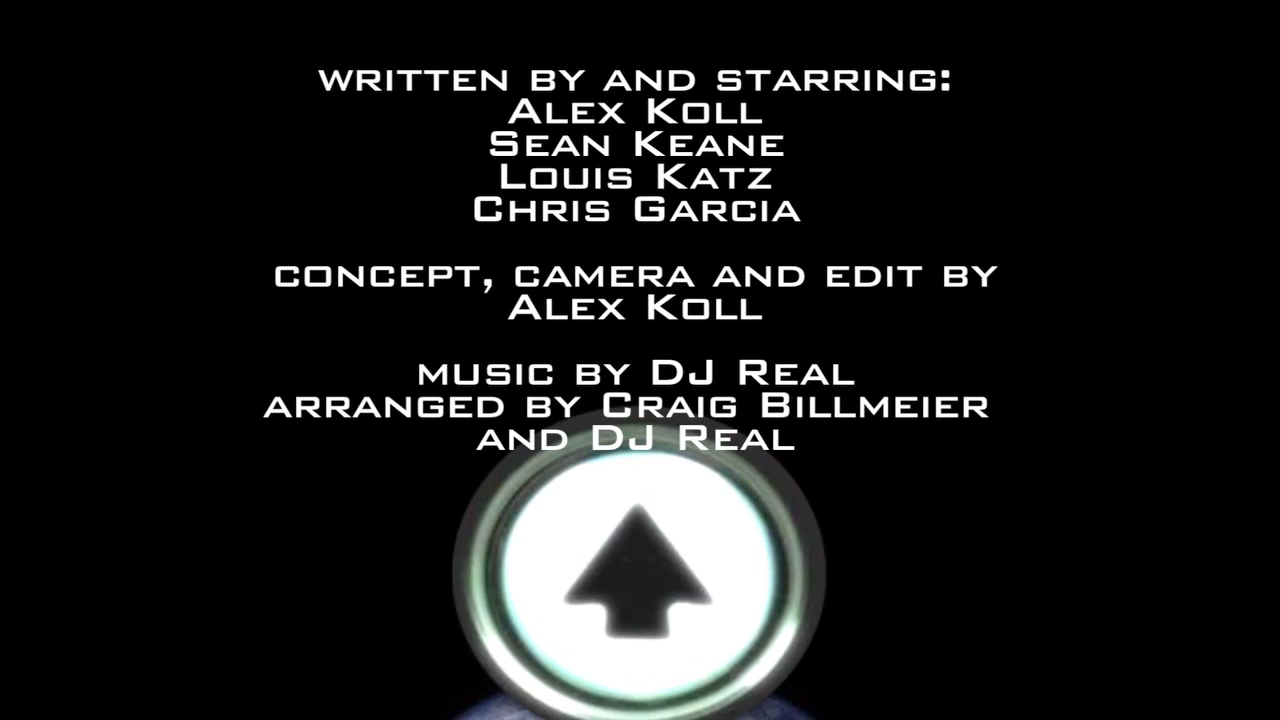 WRITTEN BY AND STARRING:
ALEX KOLL
SEAN KEANE
LOUIS KATZ
CHRIS GARCIA
CONCEPT, CAMERA AND EDIT BY
ALEX KOLL
MUSIC BY DJ REAL
ARRANGED BY CRAIG BILLMEIER
AND DJ REAL